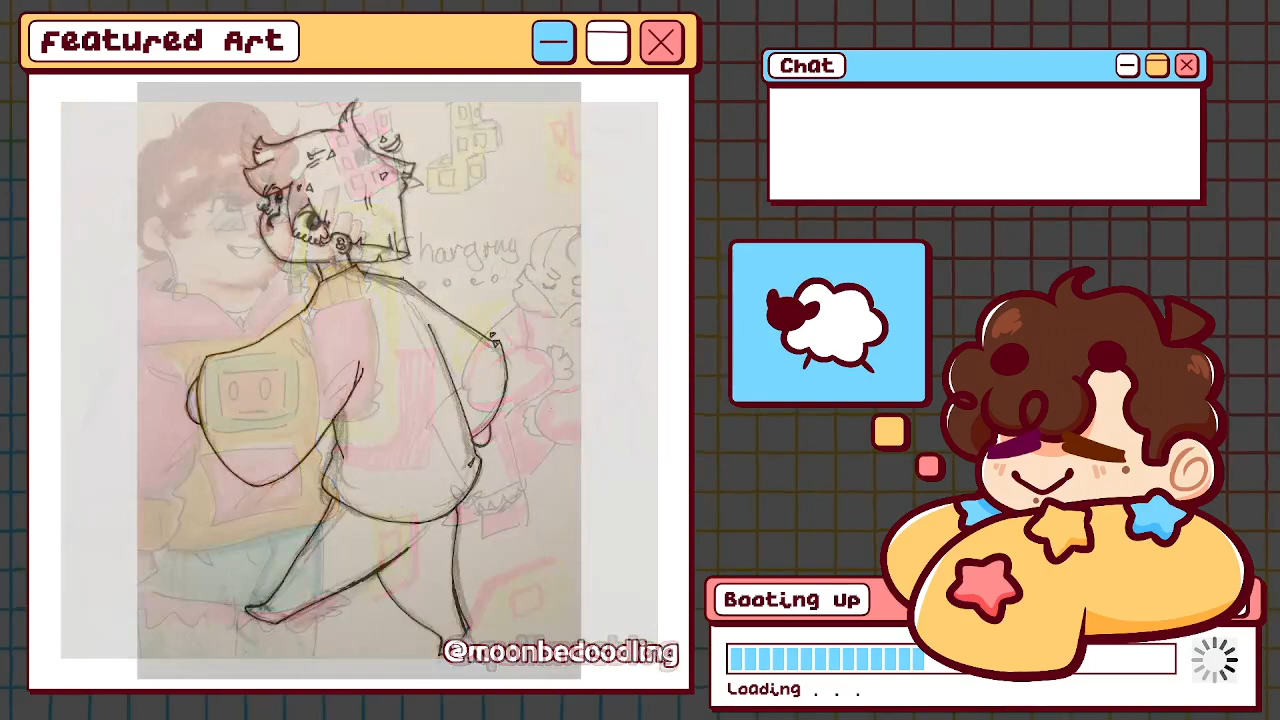 Featured Art
Chat
@moonbedoodling
Booting Up
Loading . . .